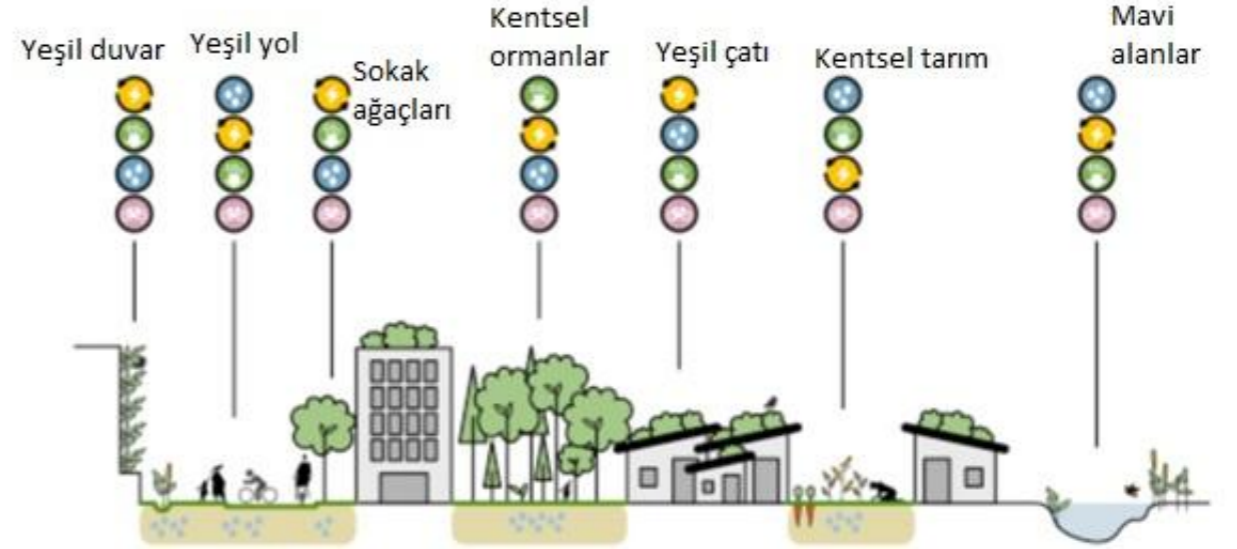 Yeşil duvar
Yeşil yol
Sokak
ağaçları
Kentsel
ormanlar
Yeşil çatı
Kentsel tarım
Mavi
alanlar